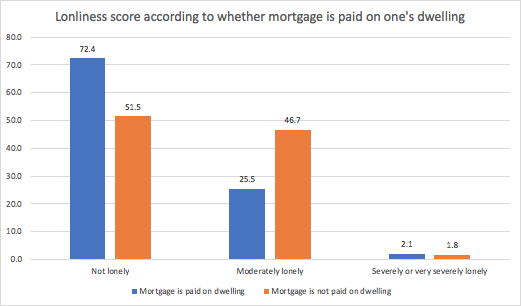 Lonliness score according to whether mortgage is paid on one's dwelling
80.0
70.0
60.0
50.0
40.0
30.0
20.0
10.0
0.0
72.4
51.5
25.5
46.7
2.1
1.8
Not lonely
Moderately lonely
Severely or very severely lonely
Mortgage is paid on dwelling
Mortgage is not paid on dwelling